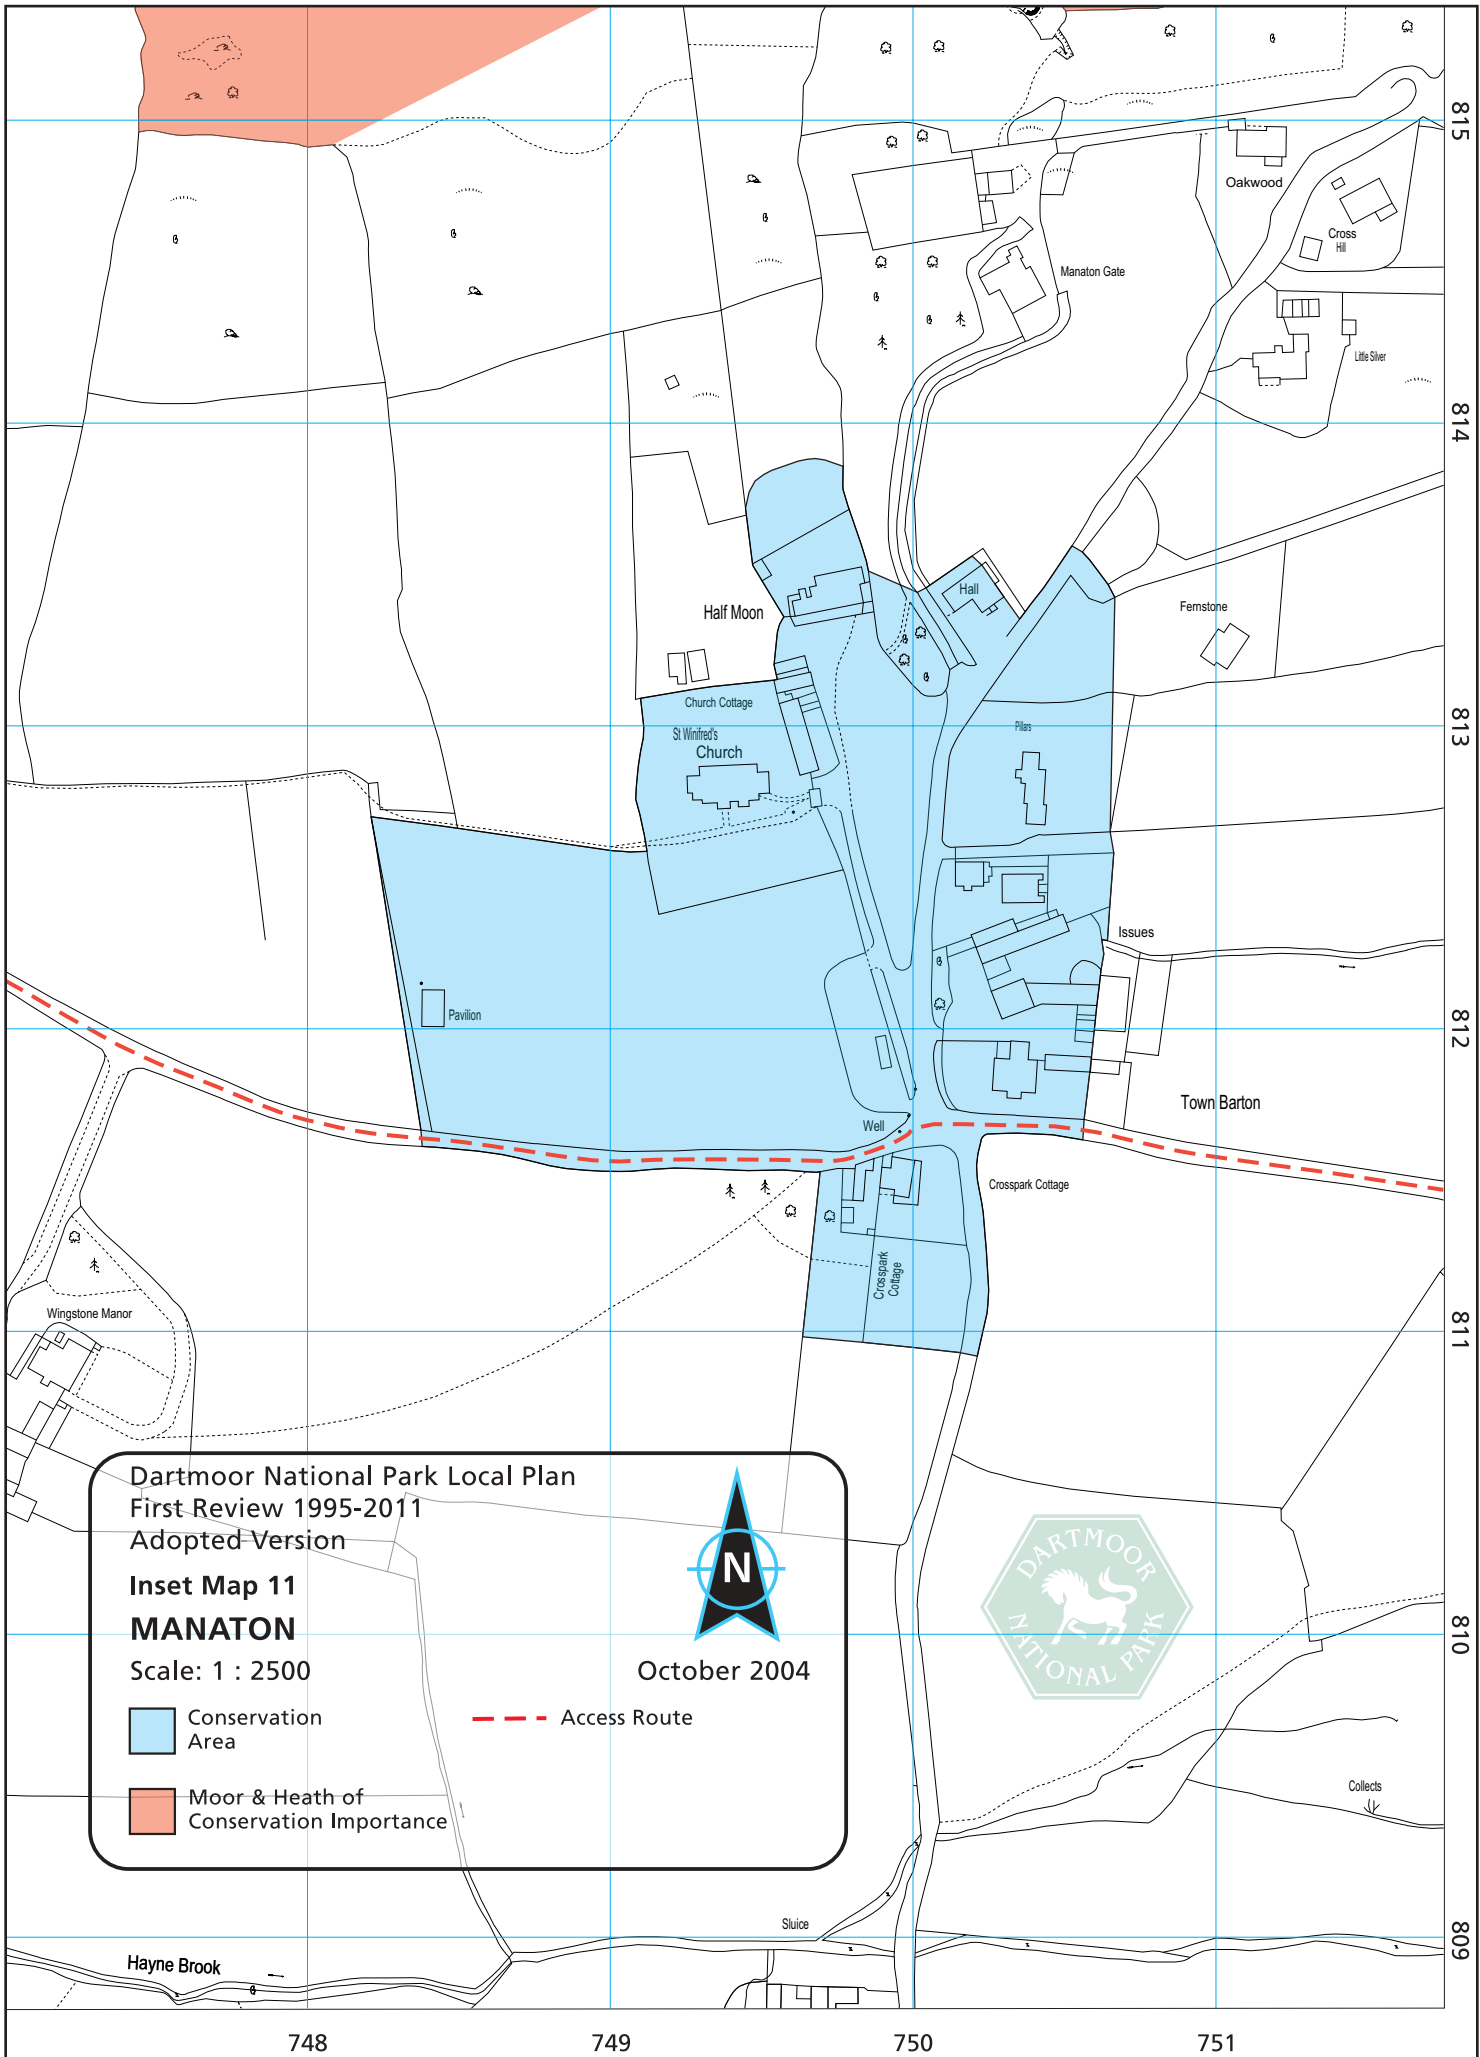 815
Oakwood
Cross
Hill
Manaton Gate
Little Silver
814
Hall
Half Moon
Fernstone
Church Cottage
St Winifred's
Church
Pillars
813
Issues
Pavilion
812
Town Barton
Well
Crosspark Cottage
Crosspark
Cottage
Wingstone Manor
811
Dartmoor National Park Local Plan
First Review 1995-2011
Adopted Version
Inset Map 11
MANATON
Scale: 1 : 2500
N
October 2004
Conservation
Area
Access Route
Moor & Heath of
Conservation Importance
DARTMOOR
NATIONAL PARK
810
Collects
Sluice
809
Hayne Brook
748
749
750
751